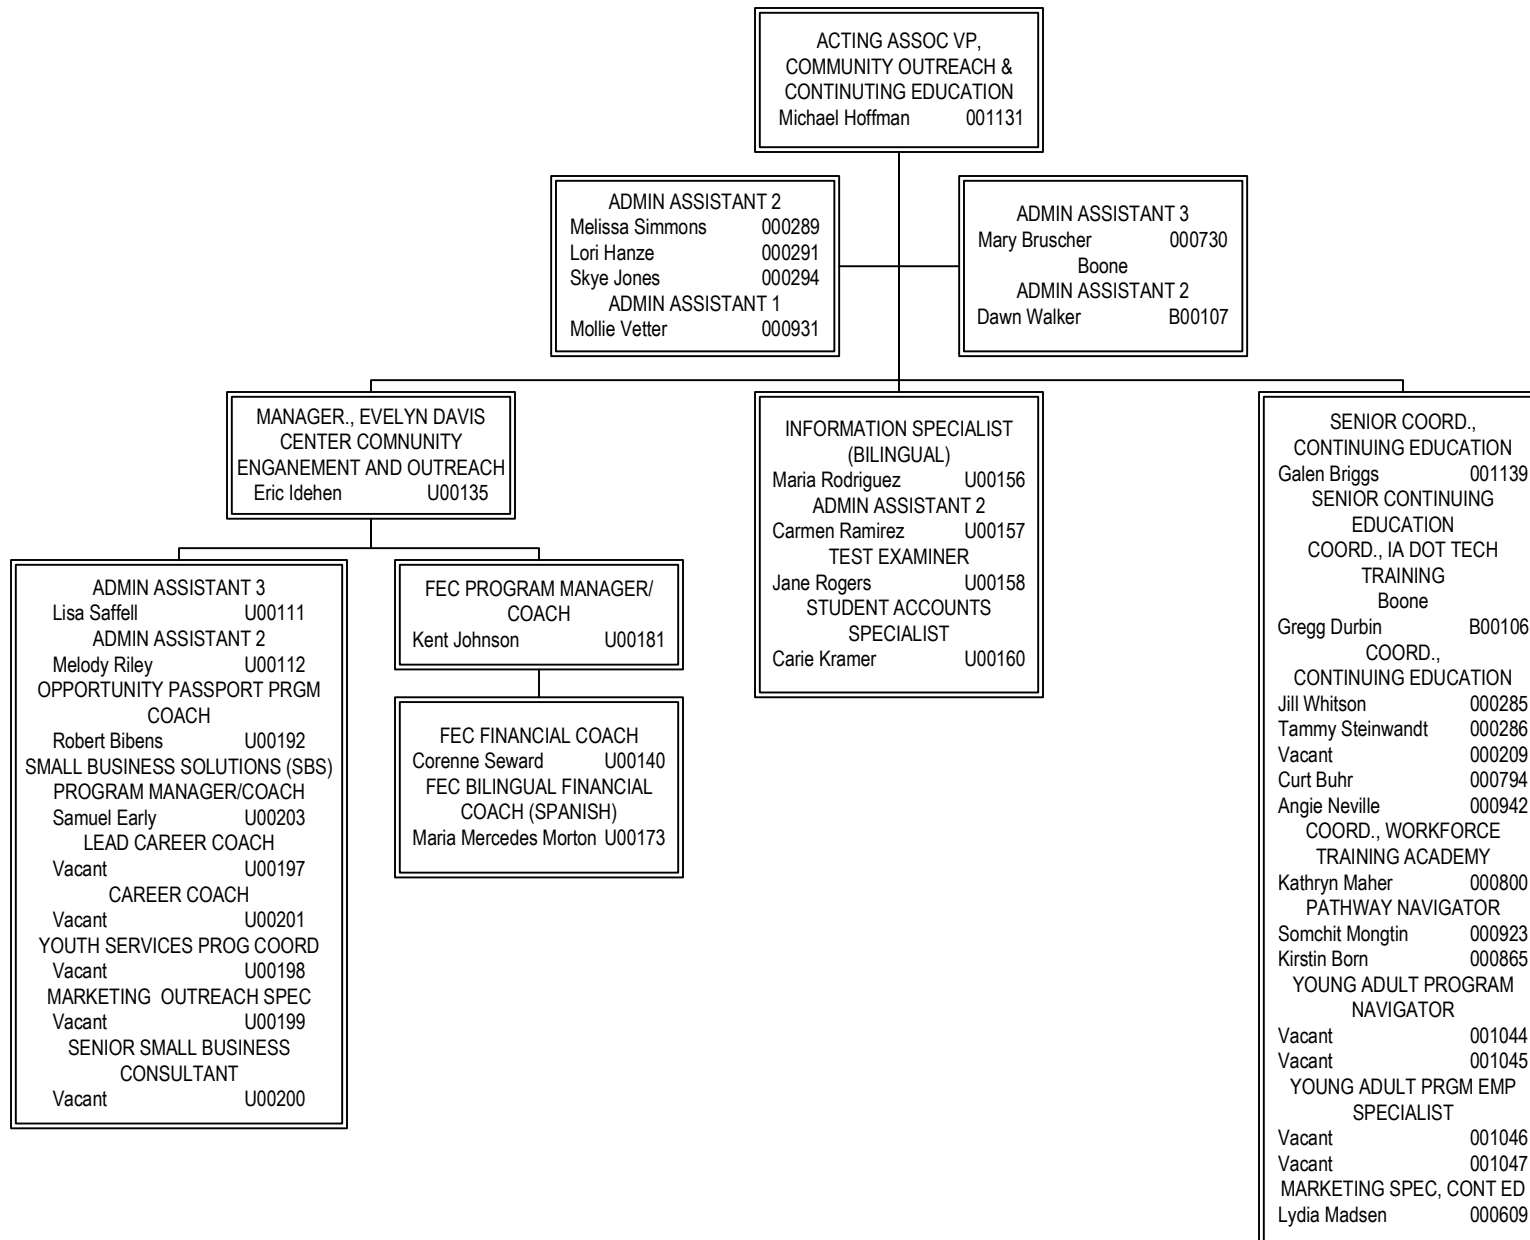 ACTING ASSOC VP,
COMMUNITY OUTREACH &
CONTINUTING EDUCATION
Michael Hoffman 001131
ADMIN ASSISTANT 2
Melissa Simmons 000289
Lori Hanze 000291
Skye Jones 000294
ADMIN ASSISTANT 1
Mollie Vetter 000931
ADMIN ASSISTANT 3
Mary Bruscher 000730
Boone
ADMIN ASSISTANT 2
Dawn Walker B00107
MANAGER., EVELYN DAVIS
CENTER COMNUNITY
ENGANEMENT AND OUTREACH
Eric Idehen U00135
ADMIN ASSISTANT 3
Lisa Saffell U00111
ADMIN ASSISTANT 2
Melody Riley U00112
OPPORTUNITY PASSPORT PRGM
COACH
Robert Bibens U00192
SMALL BUSINESS SOLUTIONS (SBS)
PROGRAM MANAGER/COACH
Samuel Early U00203
LEAD CAREER COACH
Vacant U00197
CAREER COACH
Vacant U00201
YOUTH SERVICES PROG COORD
Vacant U00198
MARKETING OUTREACH SPEC
Vacant U00199
SENIOR SMALL BUSINESS
CONSULTANT
Vacant U00200
FEC PROGRAM MANAGER/
COACH
Kent Johnson U00181
FEC FINANCIAL COACH
Corenne Seward U00140
FEC BILINGUAL FINANCIAL
COACH (SPANISH)
Maria Mercedes Morton U00173
INFORMATION SPECIALIST
(BILINGUAL)
Maria Rodriguez U00156
ADMIN ASSISTANT 2
Carmen Ramirez U00157
TEST EXAMINER
Jane Rogers U00158
STUDENT ACCOUNTS
SPECIALIST
Carie Kramer U00160
SENIOR COORD.,
CONTINUING EDUCATION
Galen Briggs 001139
SENIOR CONTINUING
EDUCATION
COORD., IA DOT TECH
TRAINING
Boone
Gregg Durbin B00106
COORD.,
CONTINUING EDUCATION
Jill Whitson 000285
Tammy Steinwandt 000286
Vacant 000209
Curt Buhr 000794
Angie Neville 000942
COORD., WORKFORCE
TRAINING ACADEMY
Kathryn Maher 000800
PATHWAY NAVIGATOR
Somchit Mongtin 000923
Kirstin Born 000865
YOUNG ADULT PROGRAM
NAVIGATOR
Vacant 001044
Vacant 001045
YOUNG ADULT PRGM EMP
SPECIALIST
Vacant 001046
Vacant 001047
MARKETING SPEC, CONT ED
Lydia Madsen 000609